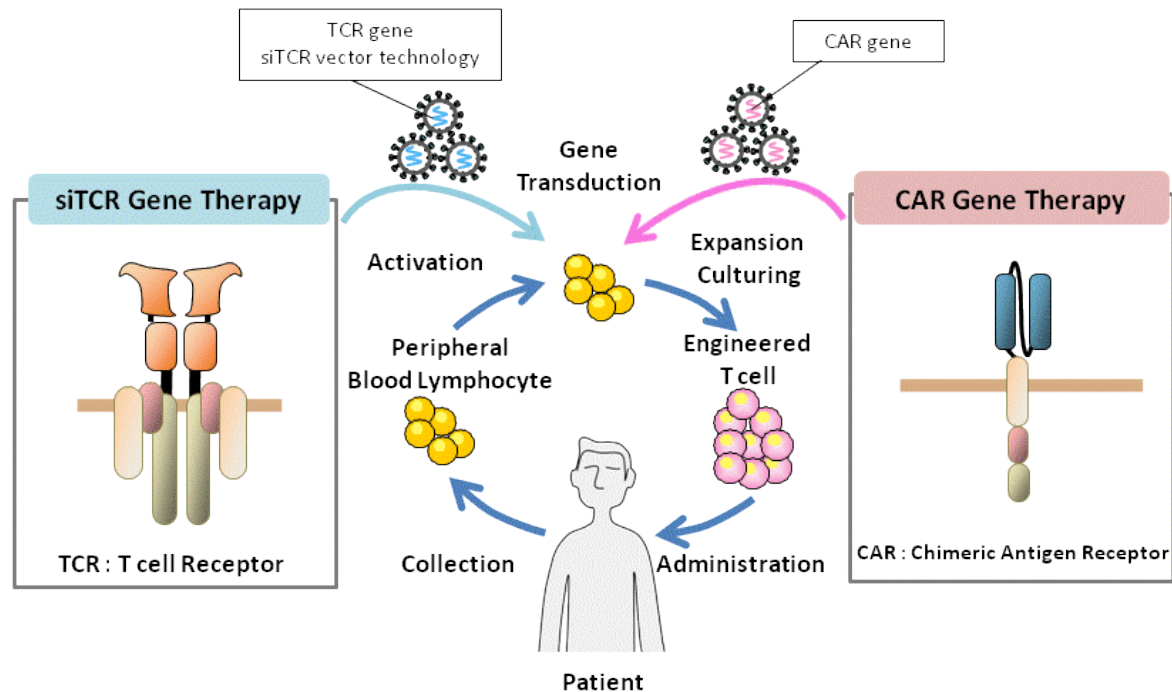 TCR gene
siTCR vector technology
CAR gene
Gene
Transduction
siTCR Gene Therapy
CAR Gene Therapy
Activation
Expansion
Culturing
Peripheral
Blood Lymphocyte
Engineered
T cell
TCR : T cell Receptor
Collection
Administration
CAR : Chimeric Antigen Receptor
Patient